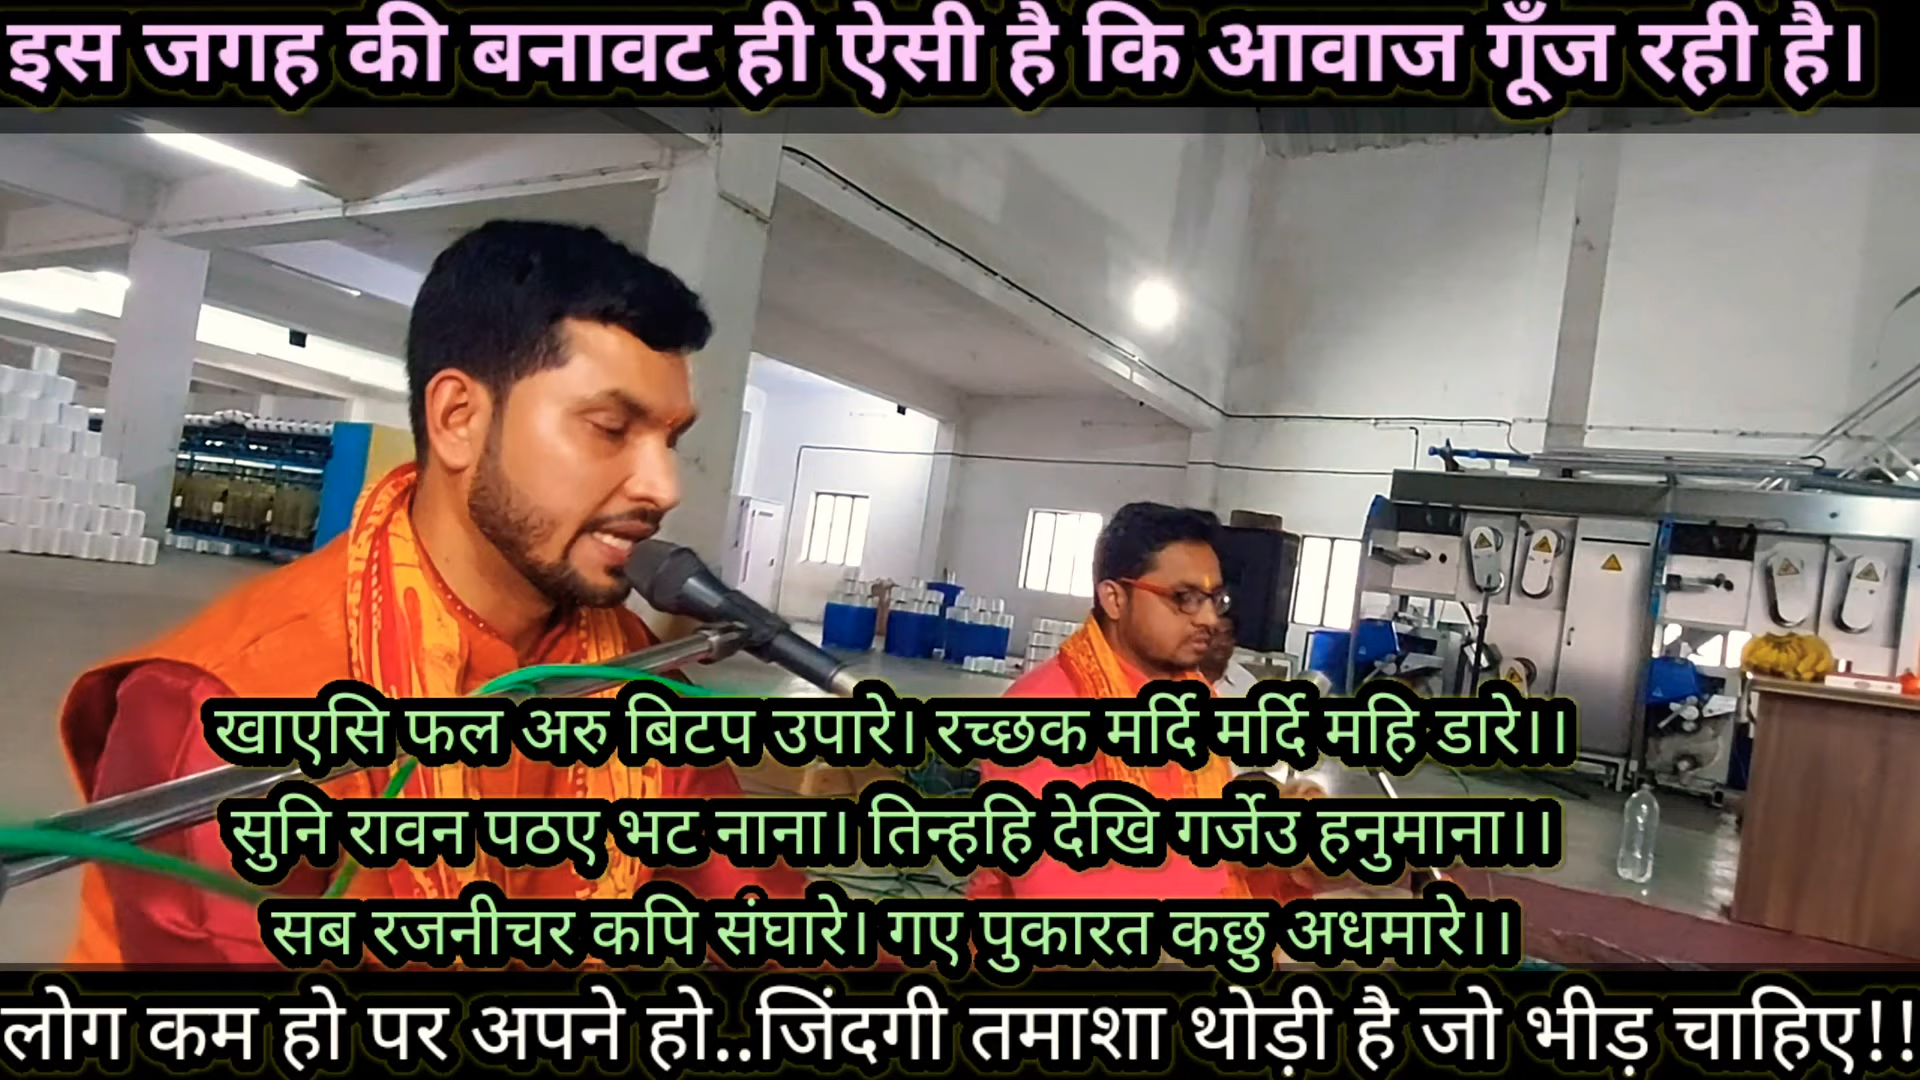 इस जगह की बनावट ही ऐसी है कि आवाज गूँज रही है।
खाएसि फल अरु बिटप उपारे। रच्छक मर्दि मर्दि महि डारे।।
सुनि रावन पठए भट नाना। तिन्हहि देखि गर्जेउ हनुमाना।।
सब रजनीचर कपि संघारे। गए पुकारत कछु अधमारे।।
लोग कम हो पर अपने हो..जिंदगी तमाशा थोड़ी है जो भीड़ चाहिए!!